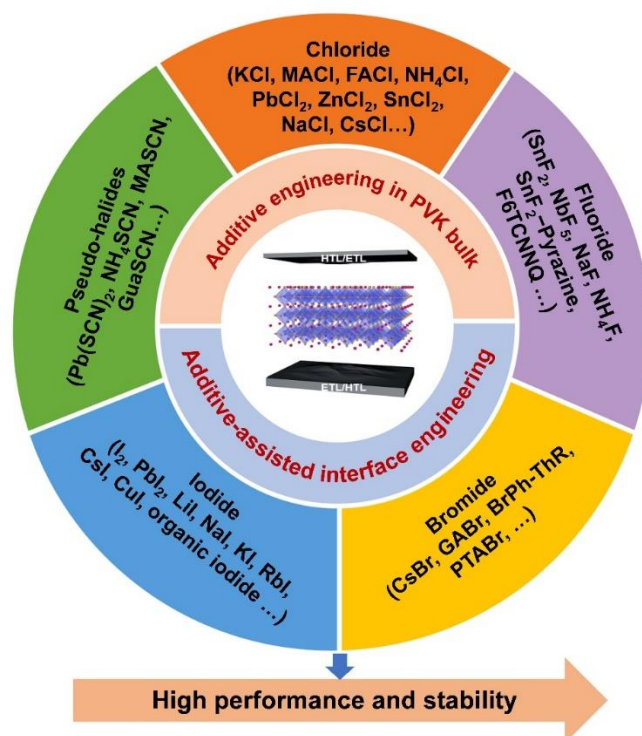 Chloride
(KCl, MACl, FACl, NH₄Cl,
PbCl₂, ZnCl₂, SnCl₂,
NaCl, CsCl…)
Fluoride
(SnF₂, NbF₅, NaF, NH₄F,
SnF₂–Pyrazine,
F6TCNNQ …)
Bromide
(CsBr, GABr, BrPh-ThR,
PTABr, …)
Iodide
(I₂, PbI₂, LiI, NaI, KI, RbI,
CsI, CuI, organic iodide …)
Pseudo-halides
(Pb(SCN)₂, NH₄SCN, MASCN,
GuaSCN…)
Additive engineering in PVK bulk
HTL/ETL
ETL/HTL
Additive-assisted interface engineering
High performance and stability